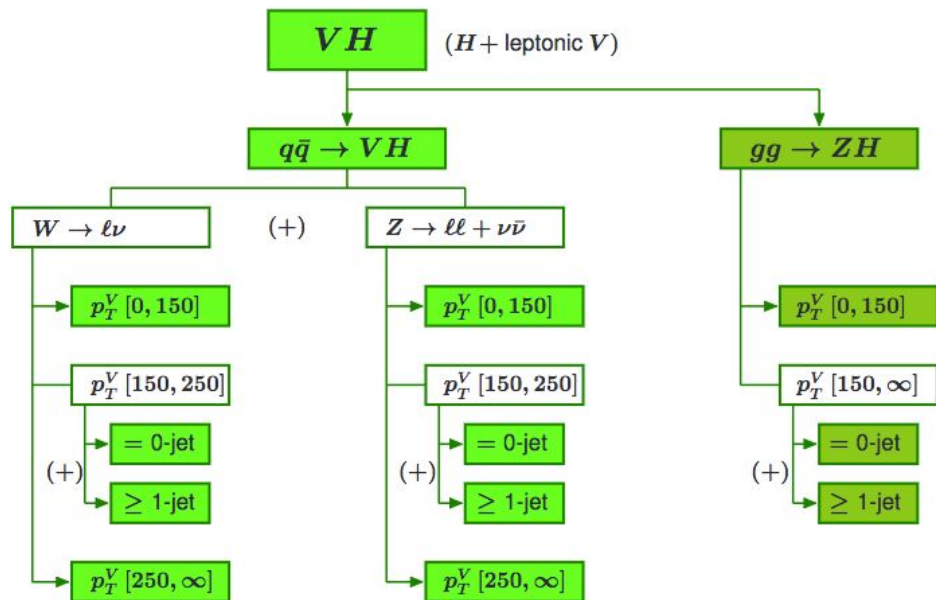 VH (H + leptonic V)
qq̄ → VH
gg → ZH
W → ℓν
(+)
Z → ℓℓ + νν̄
p_T^V [0, 150]
p_T^V [0, 150]
p_T^V [0, 150]
p_T^V [150, 250]
p_T^V [150, 250]
p_T^V [150, ∞]
= 0-jet
= 0-jet
= 0-jet
(+)
(+)
(+)
≥ 1-jet
≥ 1-jet
≥ 1-jet
p_T^V [250, ∞]
p_T^V [250, ∞]